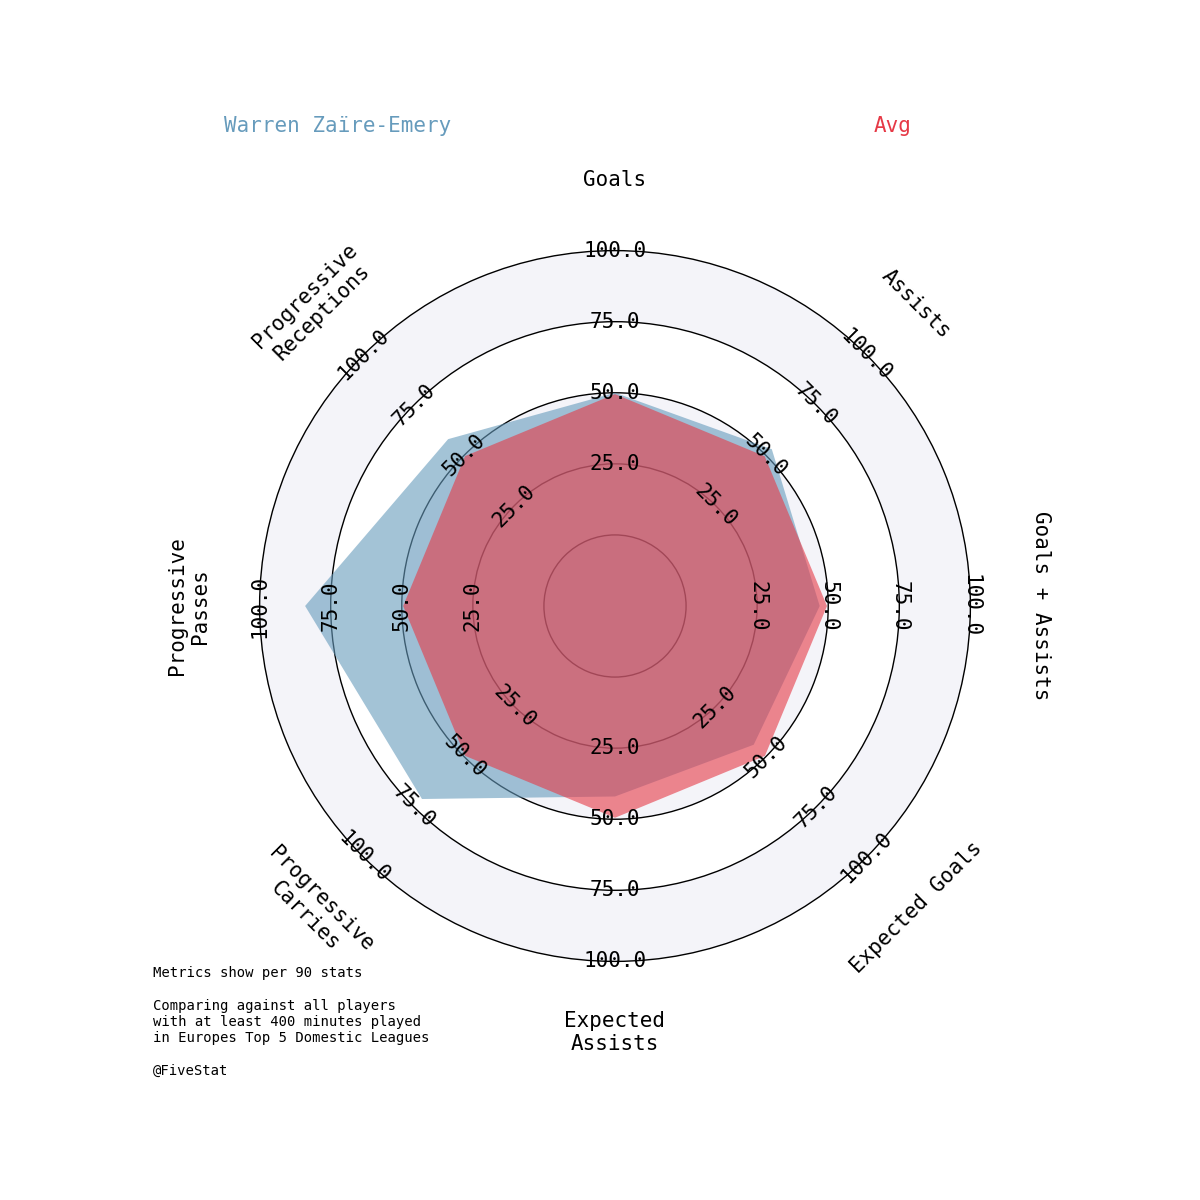 Warren Zaïre-Emery
Avg
Goals
100.0
75.0
50.0
25.0
Assists
100.0
75.0
50.0
25.0
Goals + Assists
100.0
75.0
50.0
25.0
Expected Goals
100.0
75.0
50.0
25.0
Expected
Assists
100.0
75.0
50.0
25.0
Progressive
Carries
100.0
75.0
50.0
25.0
Progressive
Passes
100.0
75.0
50.0
25.0
Progressive
Receptions
100.0
75.0
50.0
25.0
Metrics show per 90 stats
Comparing against all players
with at least 400 minutes played
in Europes Top 5 Domestic Leagues
@FiveStat